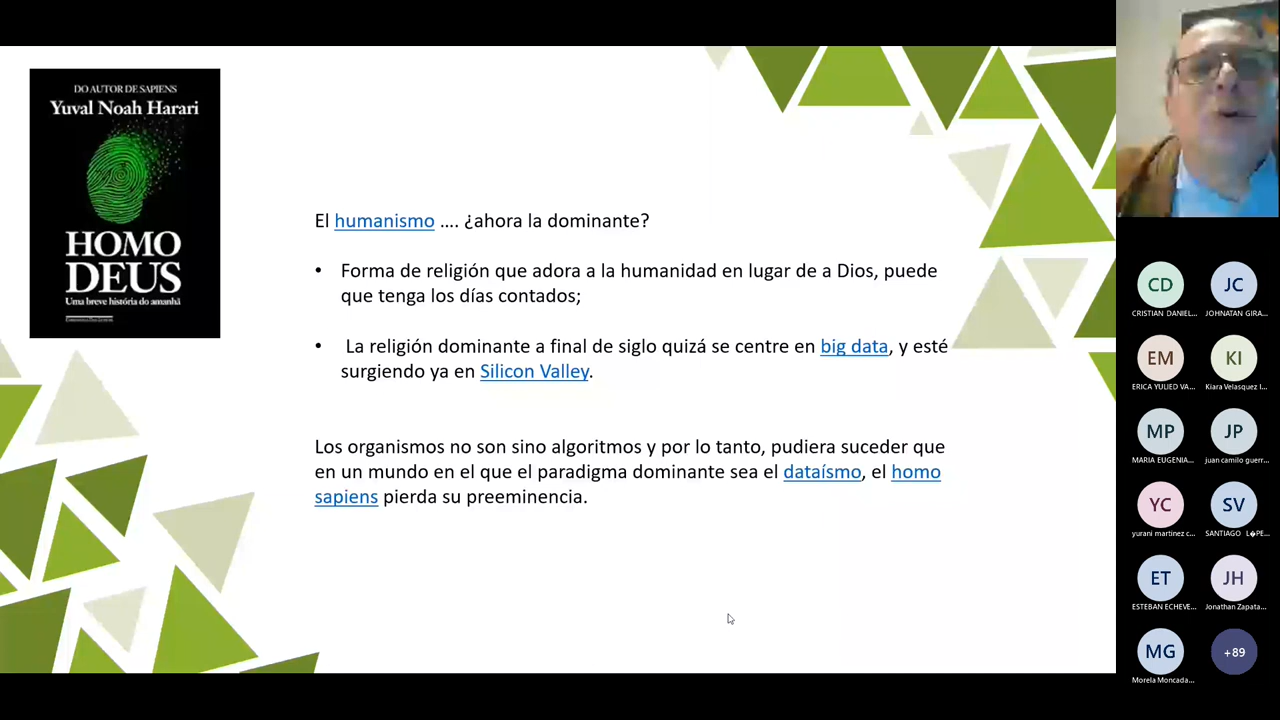 DO AUTOR DE SAPIENS
Yuval Noah Harari
HOMO
DEUS
Uma breve história do amanhã
El humanismo .... ¿ahora la dominante?
• Forma de religión que adora a la humanidad en lugar de a Dios, puede
que tenga los días contados;
• La religión dominante a final de siglo quizá se centre en big data, y esté
surgiendo ya en Silicon Valley.
Los organismos no son sino algoritmos y por lo tanto, pudiera suceder que
en un mundo en el que el paradigma dominante sea el dataísmo, el homo
sapiens pierda su preeminencia.
CD
JC
CRISTIAN DANIEL...
JOHNATAN GIRA...
EM
KI
ERICA YULIED VA...
Kiara Velasquez I...
MP
JP
MARIA EUGENIA...
juan camilo guerr...
YC
SV
yurani martinez c...
SANTIAGO L�PE...
ET
JH
ESTEBAN ECHEVE...
Jonathan Zapata...
MG
+89
Morela Moncada...